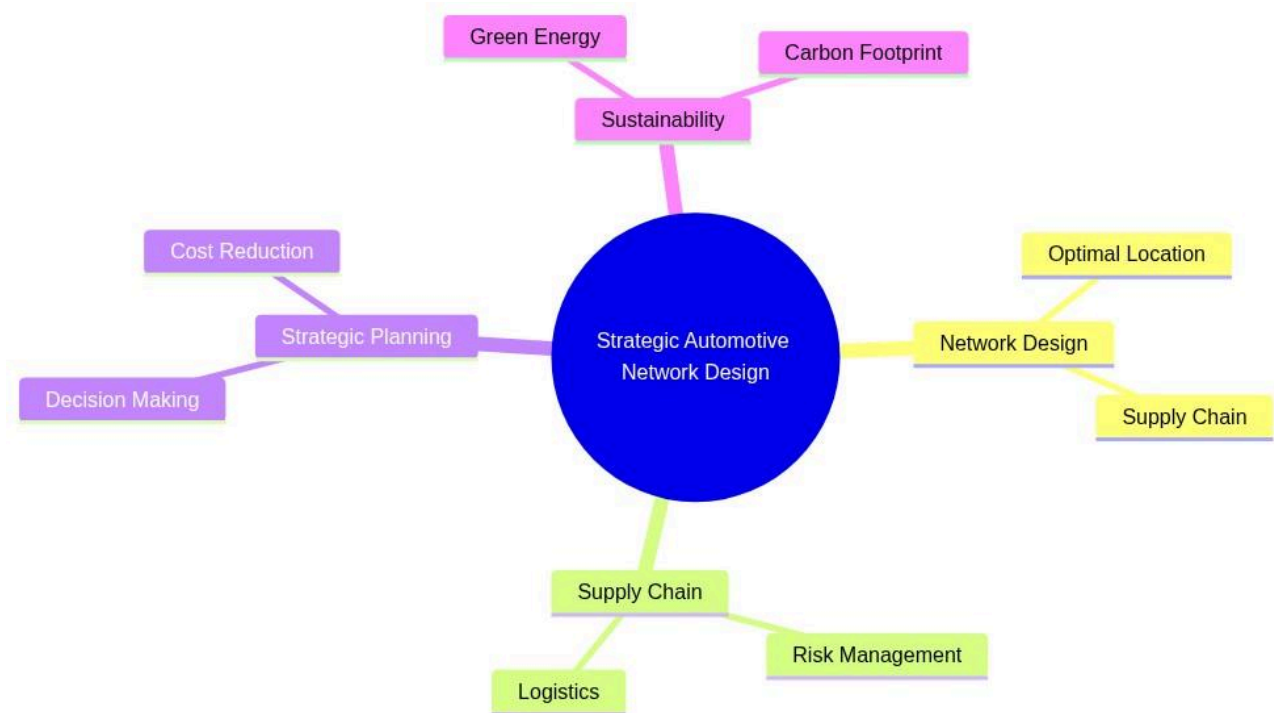 Green Energy
Carbon Footprint
Sustainability
Cost Reduction
Optimal Location
Strategic Planning
Strategic Automotive
Network Design
Network Design
Decision Making
Supply Chain
Supply Chain
Risk Management
Logistics